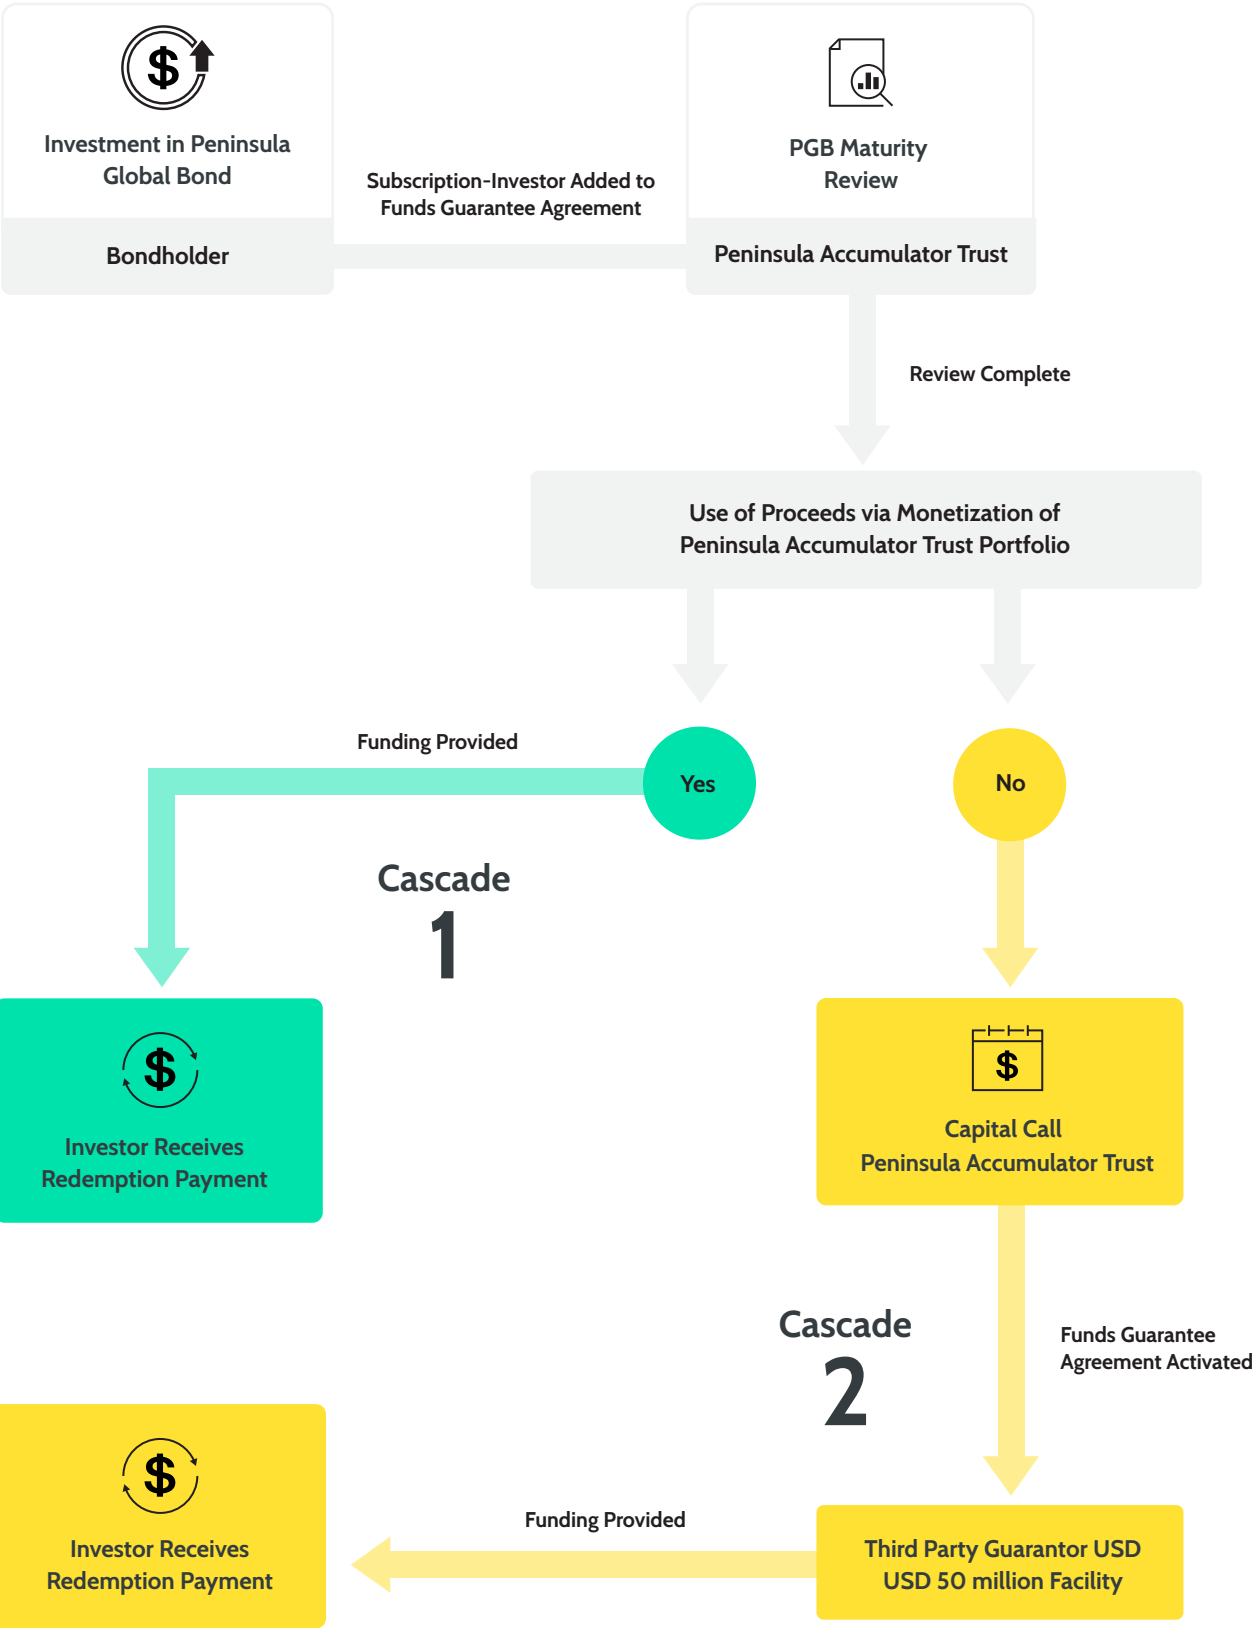 $
Investment in Peninsula
Global Bond
Bondholder
Subscription-Investor Added to
Funds Guarantee Agreement
PGB Maturity
Review
Peninsula Accumulator Trust
Review Complete
Use of Proceeds via Monetization of
Peninsula Accumulator Trust Portfolio
Yes
No
Funding Provided
Cascade
1
$
Investor Receives
Redemption Payment
$
Capital Call
Peninsula Accumulator Trust
Cascade
2
Funds Guarantee
Agreement Activated
Third Party Guarantor USD
USD 50 million Facility
Funding Provided
$
Investor Receives
Redemption Payment